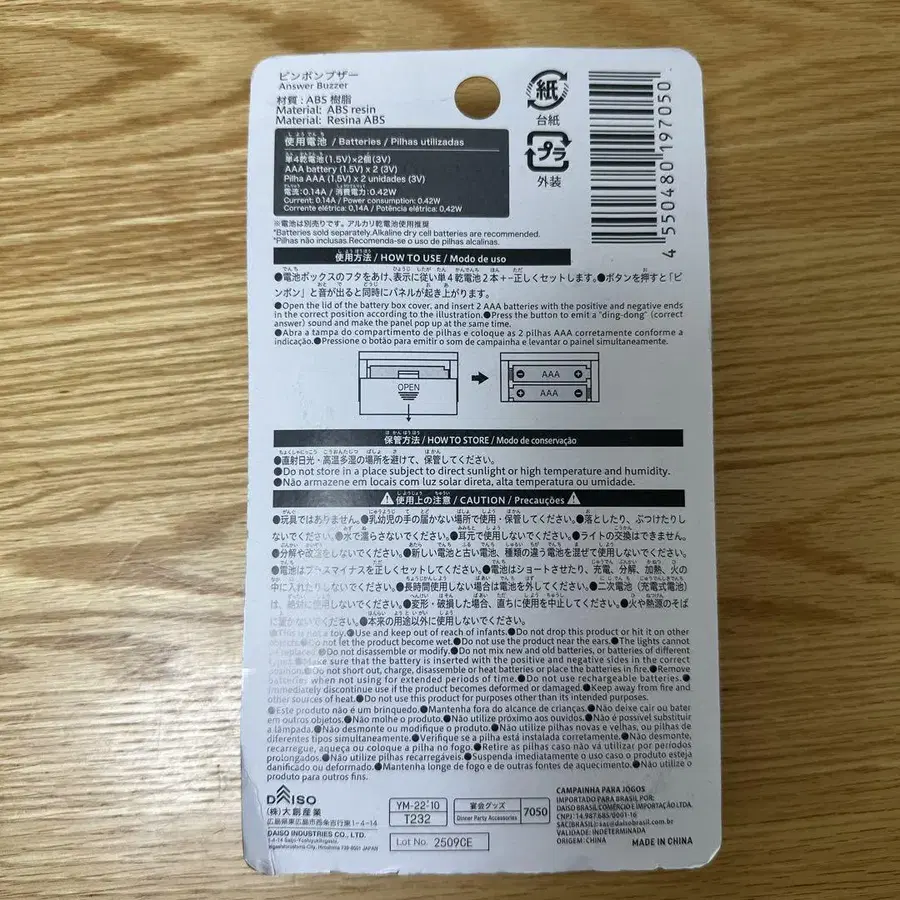 ピンポンブザー
Answer Buzzer
材質：ABS 樹脂
Material: ABS resin
Material: Resina ABS
紙
台紙
プラ
外装
4 550480 197050
使用電池 / Batteries / Pilhas utilizadas
単4乾電池(1.5V)×2個(3V)
AAA battery (1.5V) x 2 (3V)
Pilha AAA (1.5V) x 2 unidades (3V)
電流:0.14A / 消費電力:0.42W
Current: 0.14A / Power consumption: 0.42W
Corrente elétrica: 0,14A / Potência elétrica: 0,42W
※電池は別売りです。アルカリ乾電池使用推奨
*Batteries sold separately.Alkaline dry cell batteries are recommended.
*Pilhas não inclusas.Recomenda-se o uso de pilhas alcalinas.
使用方法 / HOW TO USE / Modo de uso
●電池ボックスのフタをあけ、表示に従い単4乾電池2本+-正しくセットします。●ボタンを押すと「ピ
ンポン」と音が出ると同時にパネルが起き上がります。
●Open the lid of the battery box cover, and insert 2 AAA batteries with the positive and negative ends
in the correct position according to the illustration.●Press the button to emit a "ding-dong" (correct
answer) sound and make the panel pop up at the same time.
●Abra a tampa do compartimento de pilhas e coloque as 2 pilhas AAA corretamente conforme a
indicação.●Pressione o botão para emitir o som de campainha e levantar o painel simultaneamente.
OPEN
AAA
AAA
保管方法 / HOW TO STORE / Modo de conservação
●直射日光・高温多湿の場所を避けて、保管してください。
●Do not store in a place subject to direct sunlight or high temperature and humidity.
●Não armazene em locais com luz solar direta, alta temperatura ou umidade.
⚠使用上の注意 / CAUTION / Precauções⚠
●玩具ではありません。●乳幼児の手の届かない場所で使用・保管してください。●落としたり、ぶつけたりし
ないでください。●水で濡らさないでください。●耳元で使用しないでください。●ライトの交換はできません。
●分解や改造をしないでください。●新しい電池と古い電池、種類の違う電池を混ぜて使用しないでください。
●電池はプラスマイナスを正しくセットしてください。●電池はショートさせたり、充電、分解、加熱、火の
中に入れたりしないでください。●長時間使用しない場合は電池を外してください。●二次電池（充電式電池）
は、絶対に使用しないでください。●変形・破損した場合、直ちに使用を中止してください。●火や熱源のそば
に置かないでください。●本来の用途以外に使用しないでください。
●This is not a toy.●Use and keep out of reach of infants.●Do not drop this product or hit it on other
objects.●Do not let the product become wet.●Do not use the product near the ears.●The lights cannot
be replaced.●Do not disassemble or modify.●Do not mix new and old batteries, or batteries of different
types.●Make sure that the battery is inserted with the positive and negative sides in the correct
position.●Do not short out, charge, disassemble or heat batteries or place the batteries in fire.●Remove
batteries when not using for extended periods of time.●Do not use rechargeable batteries.●
Immediately discontinue use if the product becomes deformed or damaged.●Keep away from fire and
other sources of heat.●Do not use this product for purposes other than its intended purposes.
●Este produto não é um brinquedo.●Mantenha fora do alcance de crianças.●Não deixe cair ou bater
em outros objetos.●Não molhe o produto.●Não utilize próximo aos ouvidos.●Não é possível substituir
a lâmpada.●Não desmonte ou modifique o produto.●Não utilize pilhas novas e velhas, ou pilhas de
diferentes tipos simultaneamente.●Verifique se a pilha está instalada corretamente.●Não desmonte,
recarregue, aqueça ou coloque a pilha no fogo.●Retire as pilhas caso não vá utilizar por períodos
prolongados.●Não utilize pilhas recarregáveis.●Suspenda imediatamente o uso caso o produto esteja
danificado ou deformado.●Mantenha longe de fogo e de outras fontes de aquecimento.●Não utilize o
produto para outros fins.
DAISO
(株)大創産業
広島県東広島市西条吉行東1-4-14
DAISO INDUSTRIES CO., LTD.
1-4-14 Saijo-Yoshiyukihigashi,
Higashihiroshima-City, Hiroshima 739-8501 JAPAN
YM-22-10
T232
Lot No. 2509CE
宴会グッズ
Dinner Party Accessories
7050
CAMPAINHA PARA JOGOS
IMPORTADO PARA BRASIL POR:
DAISO BRASIL COMÉRCIO E IMPORTAÇÃO LTDA.
CNPJ:14.987.685/0001-16
SAC(BRASIL):sac@daisobrasil.com.br
VALIDADE: INDETERMINADA
ORIGEM: CHINA
MADE IN CHINA